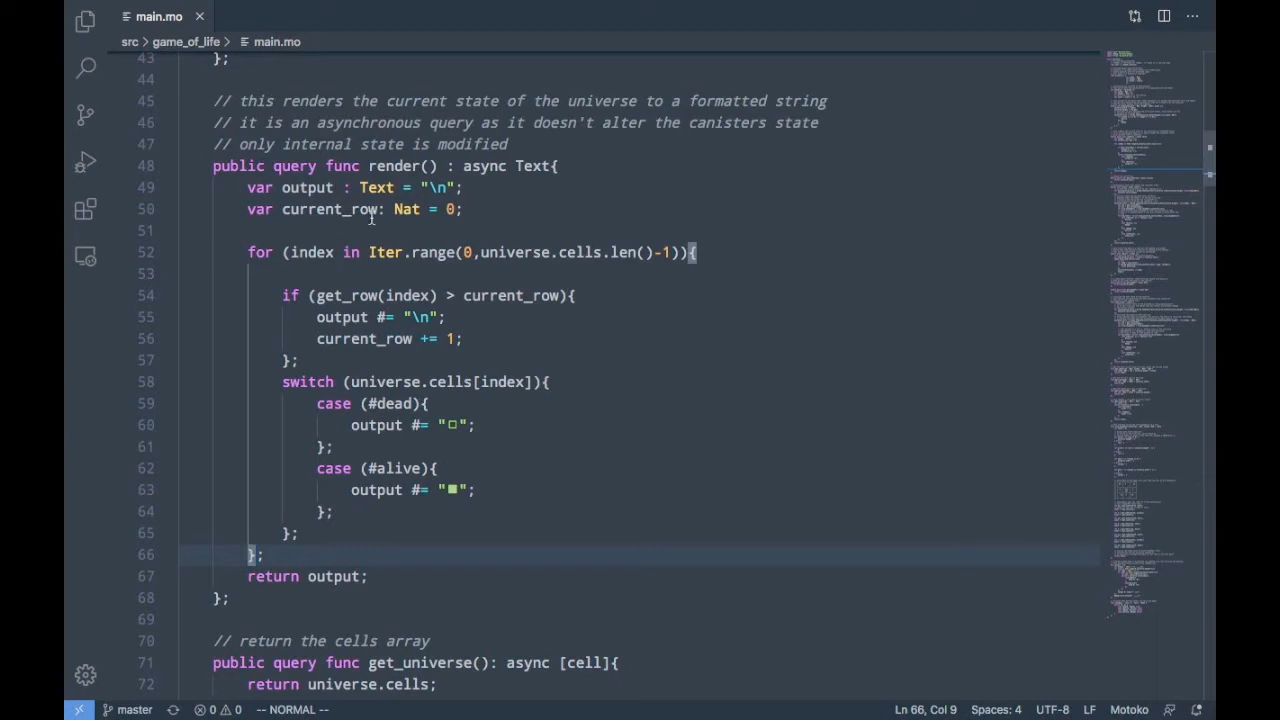 main.mo
src > game_of_life > main.mo
43 };
44
45 // this renders the current state of the universe to a formatted string
46 // it is an asynchronous query as it doesn't alter the canisters state
47 // only internal state is modified
48 public query func render() : async Text{
49 var output : Text = "\n";
50 var current_row: Nat = 0;
51
52 for (index in Iter.range(0,universe.cells.len()-1)){
53
54 if (get_row(index) > current_row){
55 output #= "\n";
56 current_row += 1;
57 };
58 switch (universe.cells[index]){
59 case (#dead){
60 output #= "◻";
61 };
62 case (#alive){
63 output #= "◼";
64 };
65 };
66 };
67 return output;
68 };
69
70 // return the cells array
71 public query func get_universe(): async [cell]{
72 return universe.cells;
master 0 0 -- NORMAL -- Ln 66, Col 9 Spaces: 4 UTF-8 LF Motoko